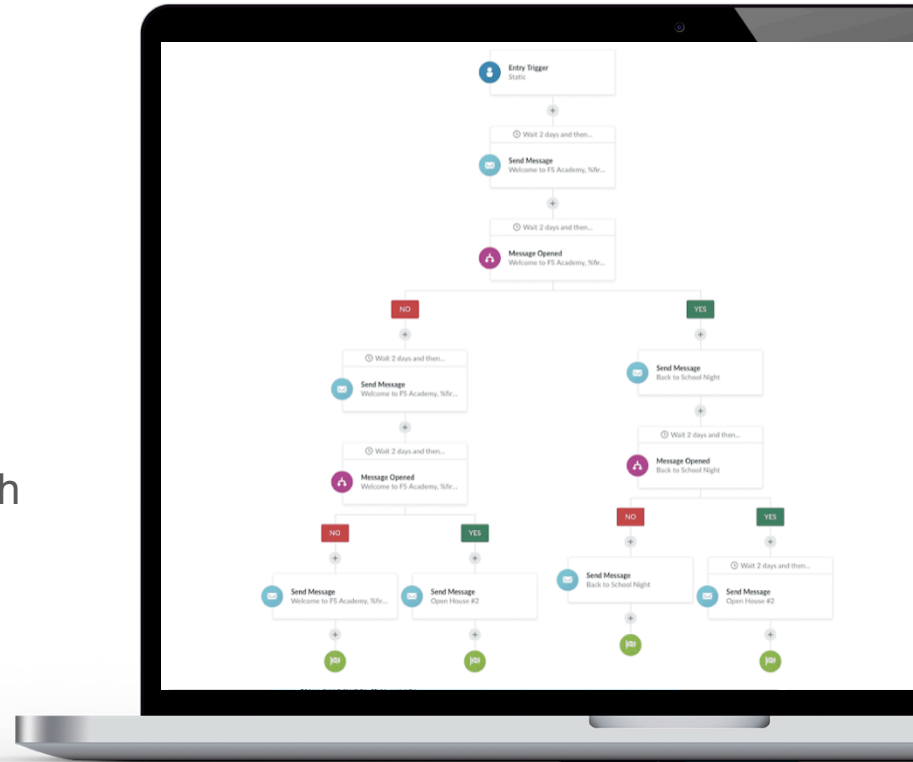 Entry Trigger
Static
Wait 2 days and then...
Send Message
Welcome to FS Academy, %fir...
Wait 2 days and then...
Message Opened
Welcome to FS Academy, %fir...
NO
YES
Wait 2 days and then...
Send Message
Welcome to FS Academy, %fir...
Send Message
Back to School Night
Wait 2 days and then...
Message Opened
Welcome to FS Academy, %fir...
Wait 2 days and then...
Message Opened
Back to School Night
h
NO
YES
NO
YES
Send Message
Welcome to FS Academy, %fir...
Send Message
Open House #2
Send Message
Back to School Night
Wait 2 days and then...
Send Message
Open House #2